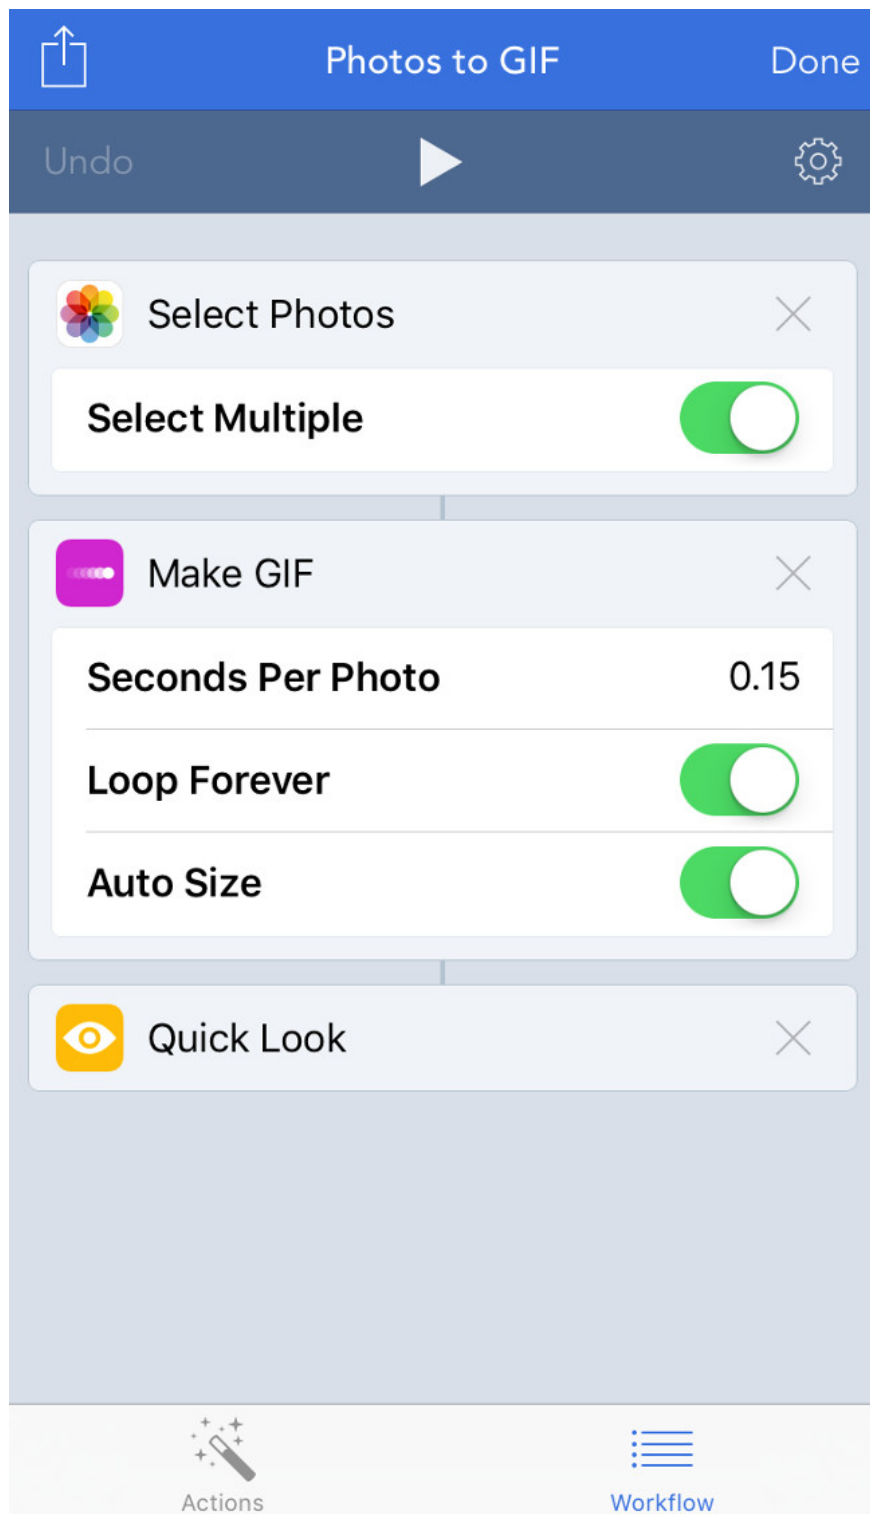 Photos to GIF Done
Undo
Select Photos
Select Multiple
Make GIF
Seconds Per Photo 0.15
Loop Forever
Auto Size
Quick Look
Actions Workflow